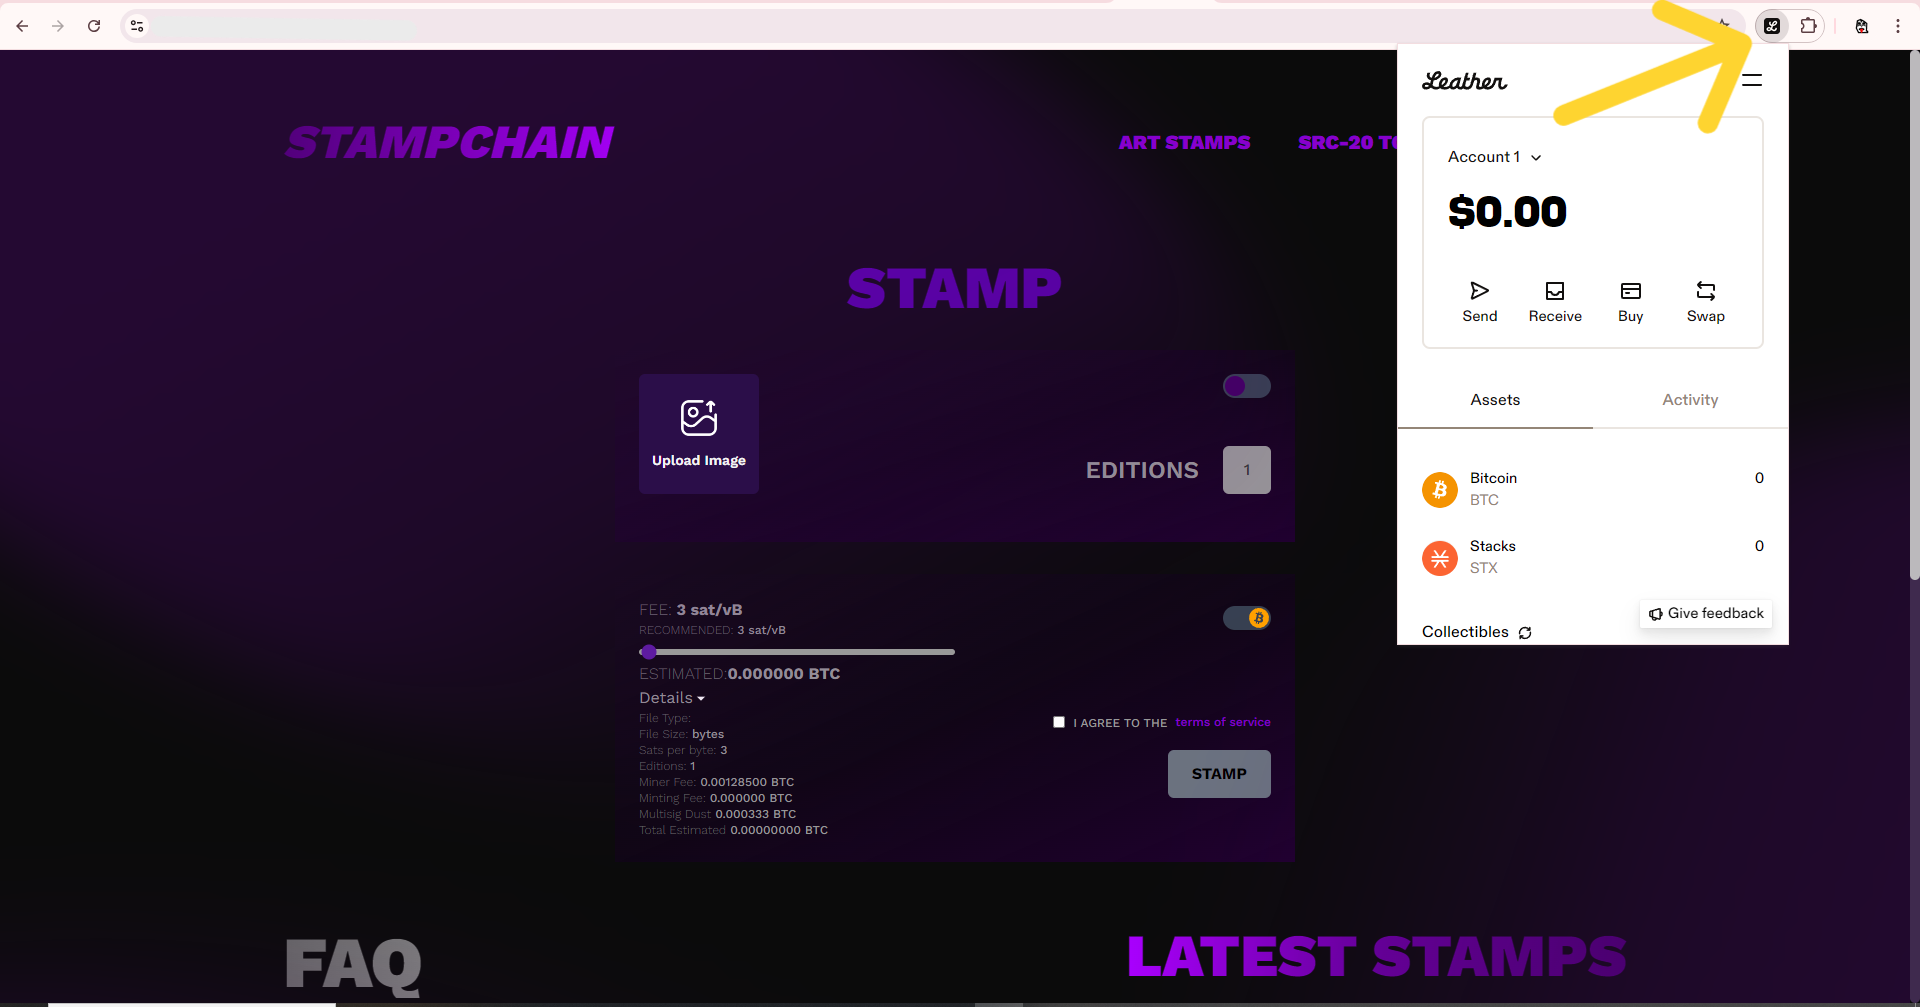 Leather
STAMPCHAIN
ART STAMPS
SRC-20 TO
Account 1
$0.00
Send
Receive
Buy
Swap
STAMP
Upload Image
EDITIONS
1
Assets
Activity
Bitcoin
0
BTC
Stacks
0
STX
Give feedback
Collectibles
FEE: 3 sat/vB
RECOMMENDED: 3 sat/vB
ESTIMATED:0.000000 BTC
Details
File Type:
File Size: bytes
Sats per byte: 3
Editions: 1
Miner Fee: 0.00128500 BTC
Minting Fee: 0.000000 BTC
Multisig Dust 0.000333 BTC
Total Estimated 0.00000000 BTC
I AGREE TO THE terms of service
STAMP
FAQ
LATEST STAMPS